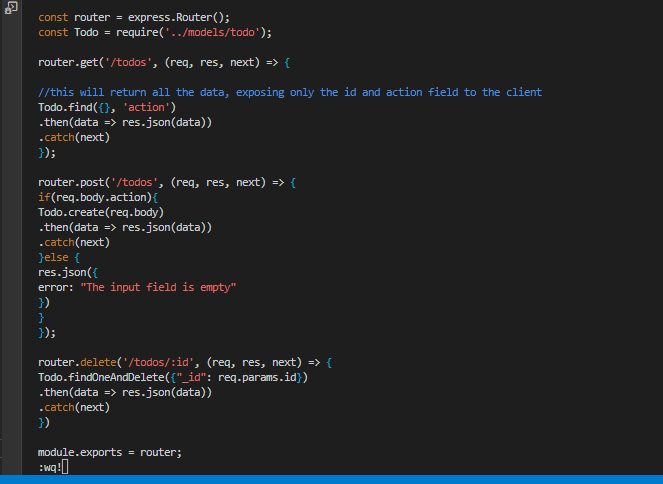 const router = express.Router();
const Todo = require('../models/todo');
router.get('/todos', (req, res, next) => {
//this will return all the data, exposing only the id and action field to the client
Todo.find({}, 'action')
.then(data => res.json(data))
.catch(next)
});
router.post('/todos', (req, res, next) => {
if(req.body.action){
Todo.create(req.body)
.then(data => res.json(data))
.catch(next)
}else {
res.json({
error: "The input field is empty"
})
}
});
router.delete('/todos/:id', (req, res, next) => {
Todo.findOneAndDelete({"_id": req.params.id})
.then(data => res.json(data))
.catch(next)
})
module.exports = router;
:wq!